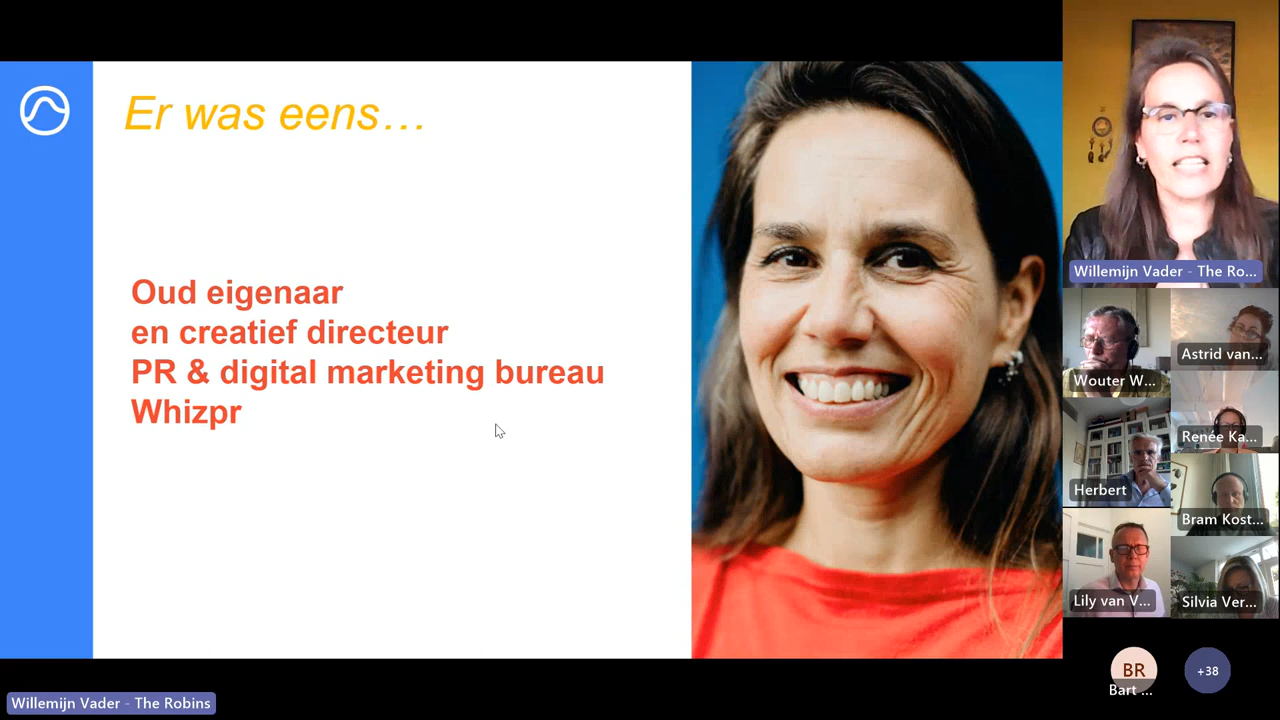 Er was eens…
Oud eigenaar
en creatief directeur
PR & digital marketing bureau
Whizpr
Willemijn Vader - The Robins
Willemijn Vader - The Ro...
Wouter W...
Astrid van...
Renée Ka...
Herbert
Bram Kost...
Lily van V...
Silvia Ver...
BR
Bart ...
+38